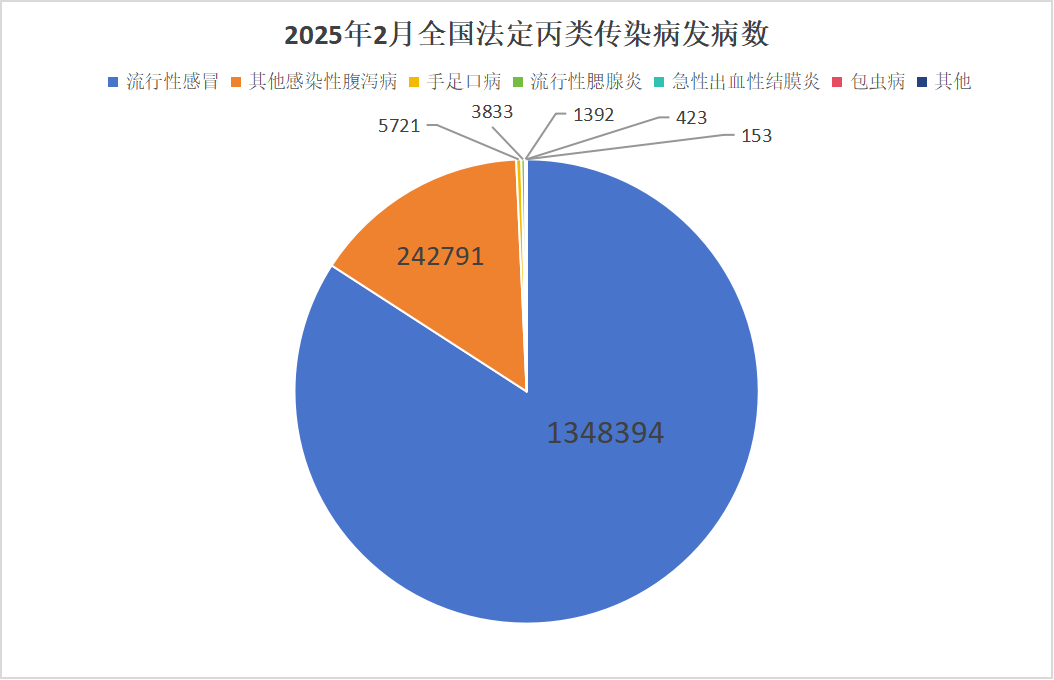 2025年2月全国法定丙类传染病发病数
流行性感冒 其他感染性腹泻病 手足口病 流行性腮腺炎 急性出血性结膜炎 包虫病 其他
5721 3833 1392 423 153
242791
1348394